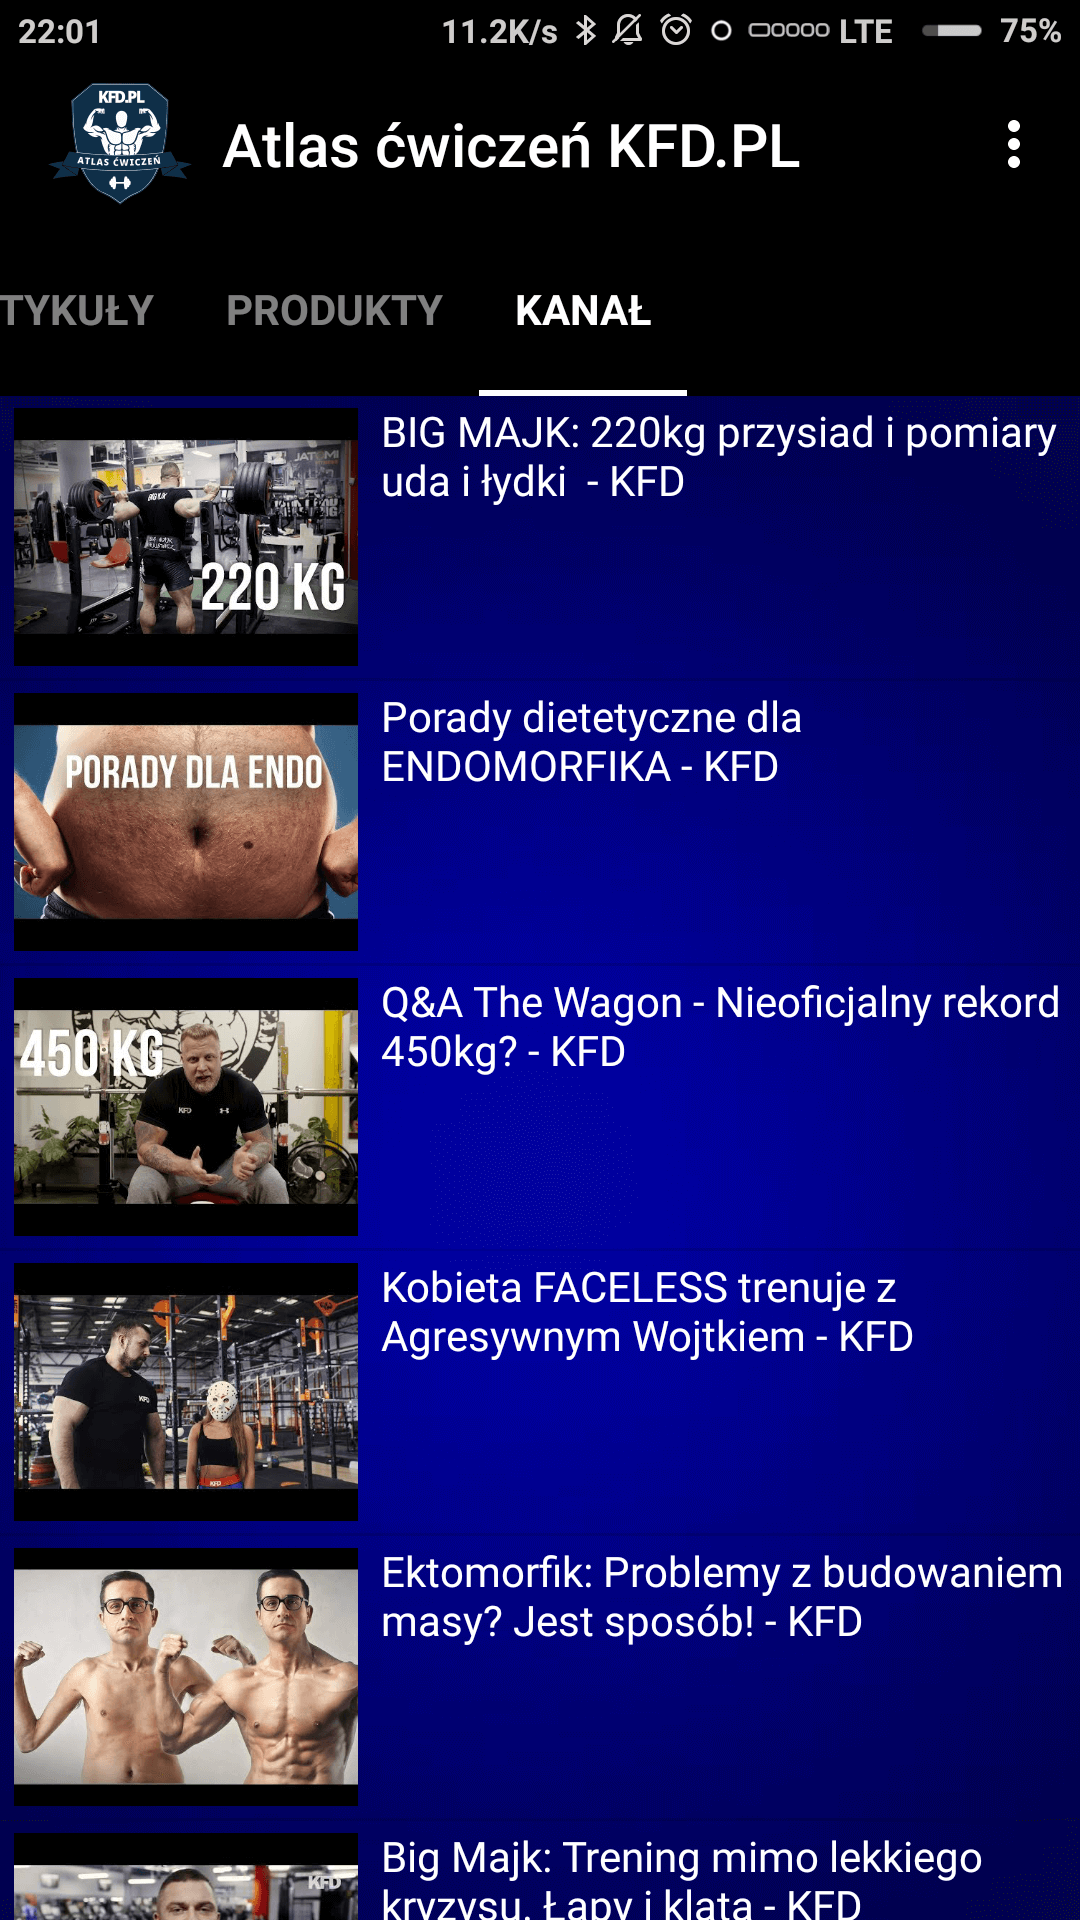 22:01 11.2K/s LTE 75%
KFD.PL
ATLAS ĆWICZEŃ
Atlas ćwiczeń KFD.PL
TYKUŁY PRODUKTY KANAŁ
BIG MAJK: 220kg przysiad i pomiary
uda i łydki - KFD
220 KG
Porady dietetyczne dla
ENDOMORFIKA - KFD
PORADY DLA ENDO
Q&A The Wagon - Nieoficjalny rekord
450kg? - KFD
450 KG
KFD
Kobieta FACELESS trenuje z
Agresywnym Wojtkiem - KFD
KFD
KFD
Ektomorfik: Problemy z budowaniem
masy? Jest sposób! - KFD
Big Majk: Trening mimo lekkiego
kryzysu. Łapy i klata - KFD
KFD